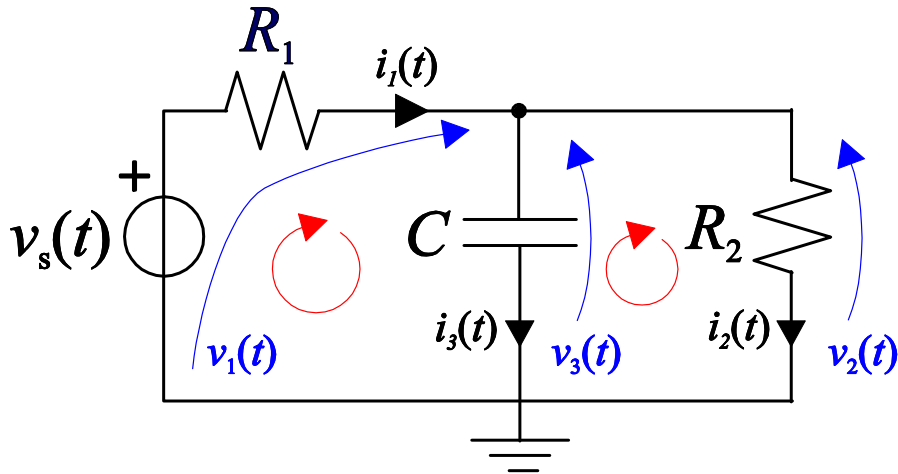 R₁
i₁(t)
+
vₛ(t)
C
R₂
i₃(t)
i₂(t)
v₁(t)
v₃(t)
v₂(t)